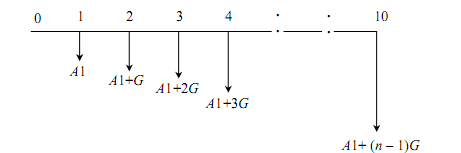 0 1 2 3 4 : : 10
A1
A1+G
A1+2G
A1+3G
A1+ (n – 1)G